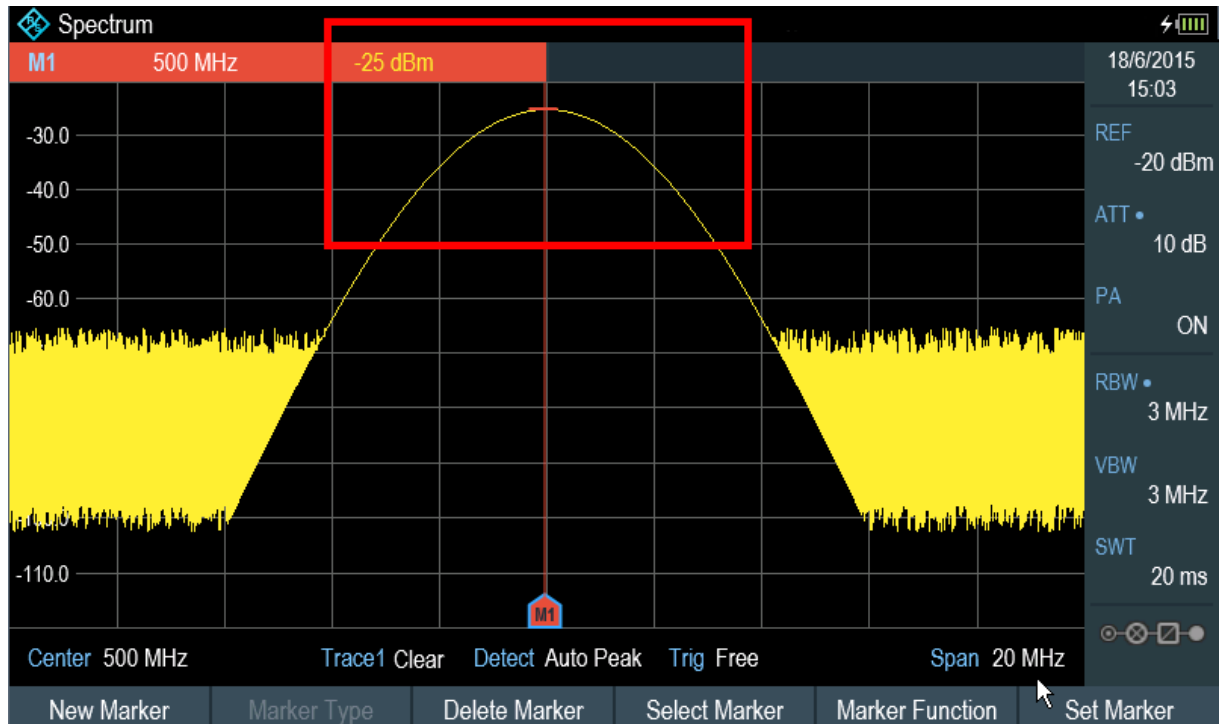 Spectrum
M1 500 MHz -25 dBm
18/6/2015
15:03
-30.0
-40.0
-50.0
-60.0
-110.0
REF
-20 dBm
ATT •
10 dB
PA
ON
RBW •
3 MHz
VBW
3 MHz
SWT
20 ms
M1
Center 500 MHz Trace1 Clear Detect Auto Peak Trig Free Span 20 MHz
New Marker Marker Type Delete Marker Select Marker Marker Function Set Marker